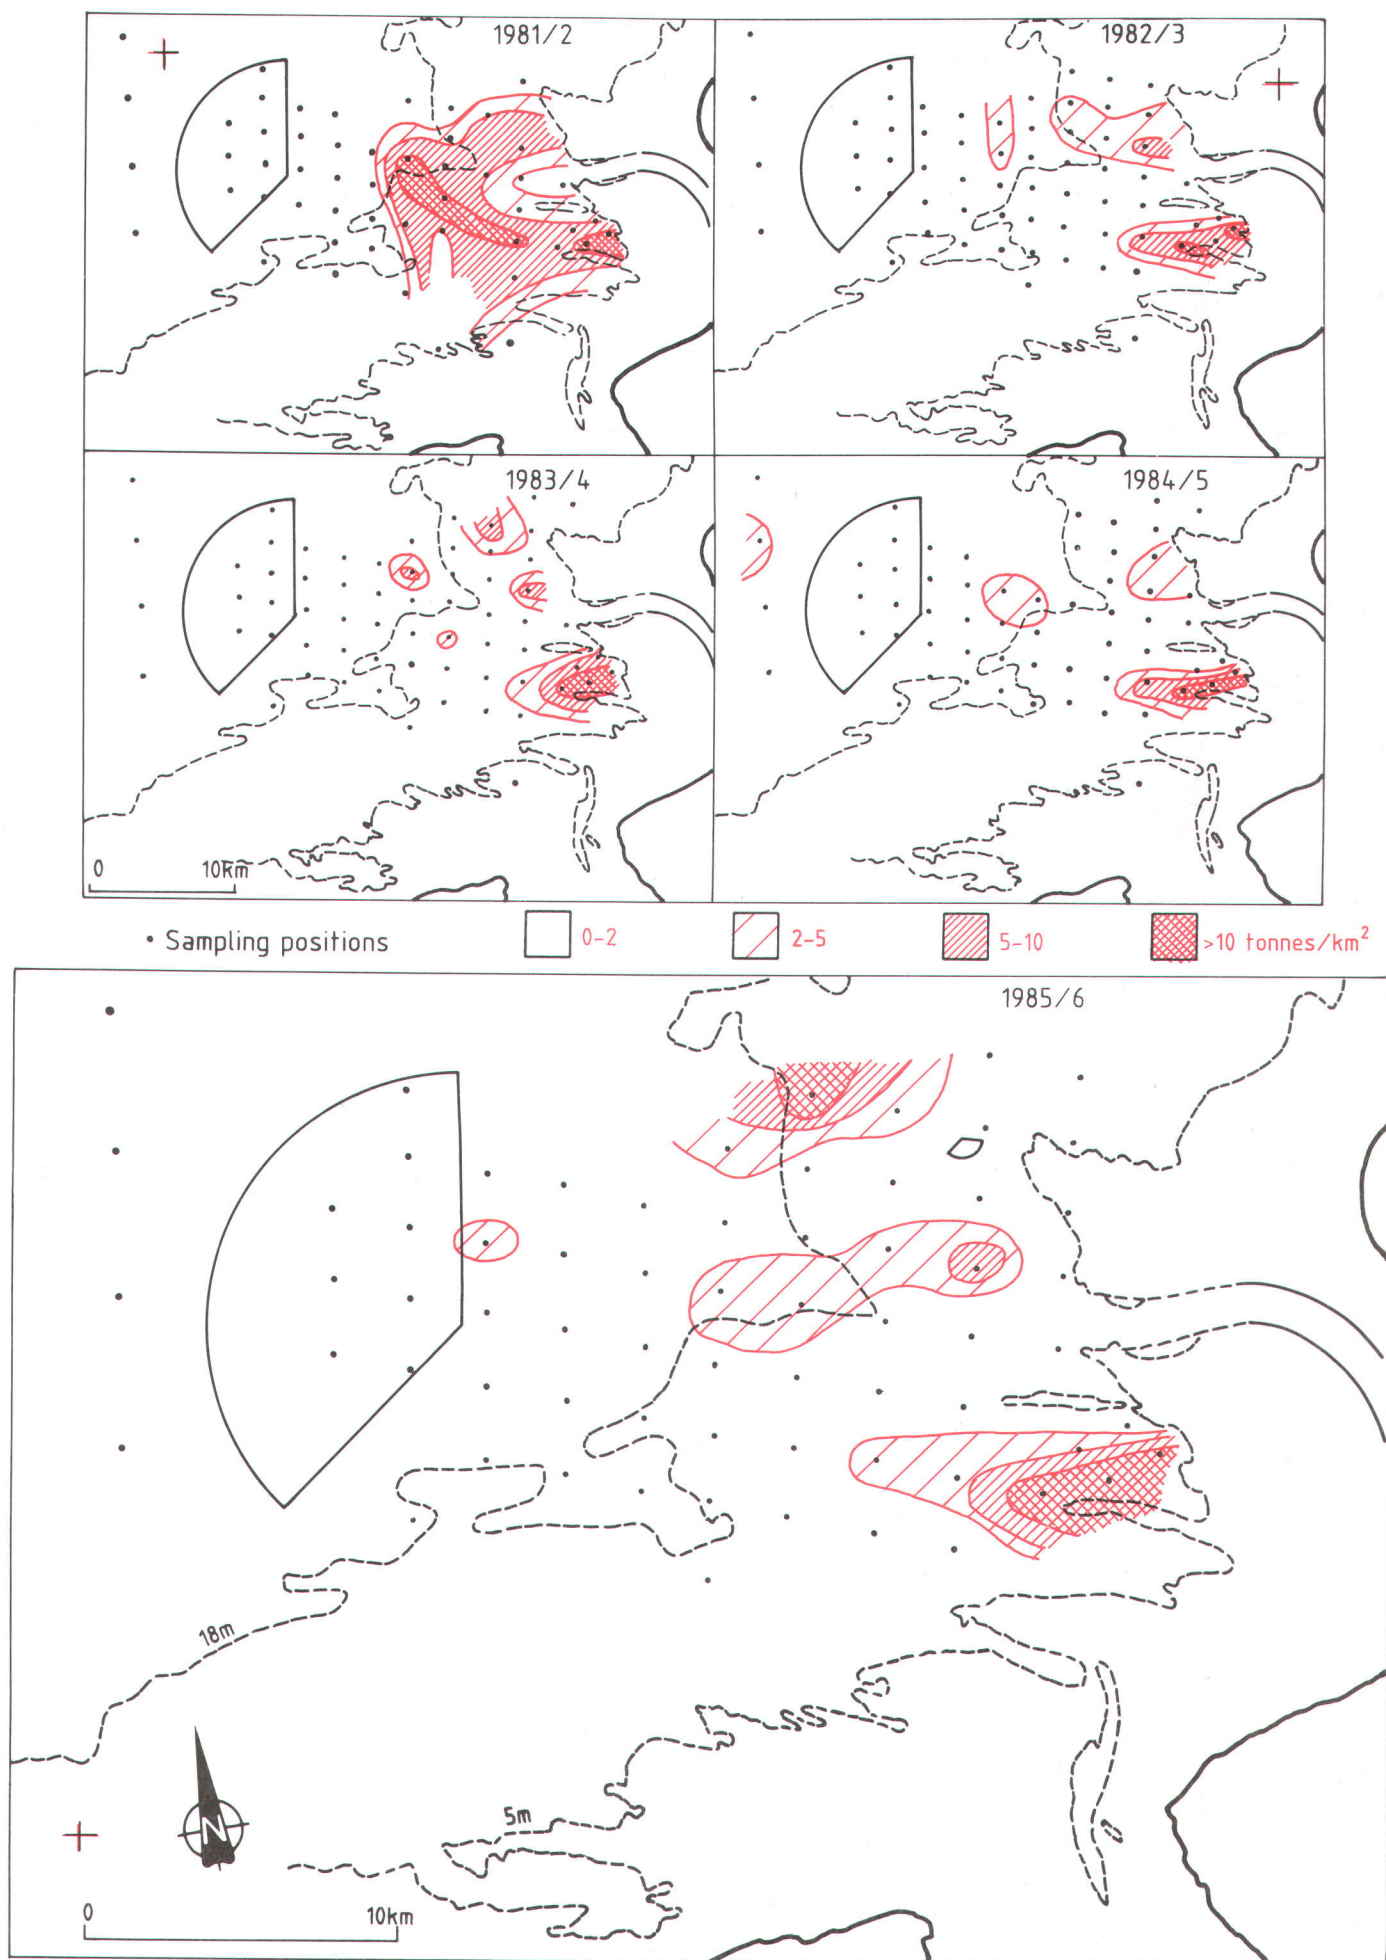 1981/2
1982/3
1983/4
1984/5
0 10km
• Sampling positions 0-2 2-5 5-10 >10 tonnes/km²
1985/6
18m
5m
N
0 10km